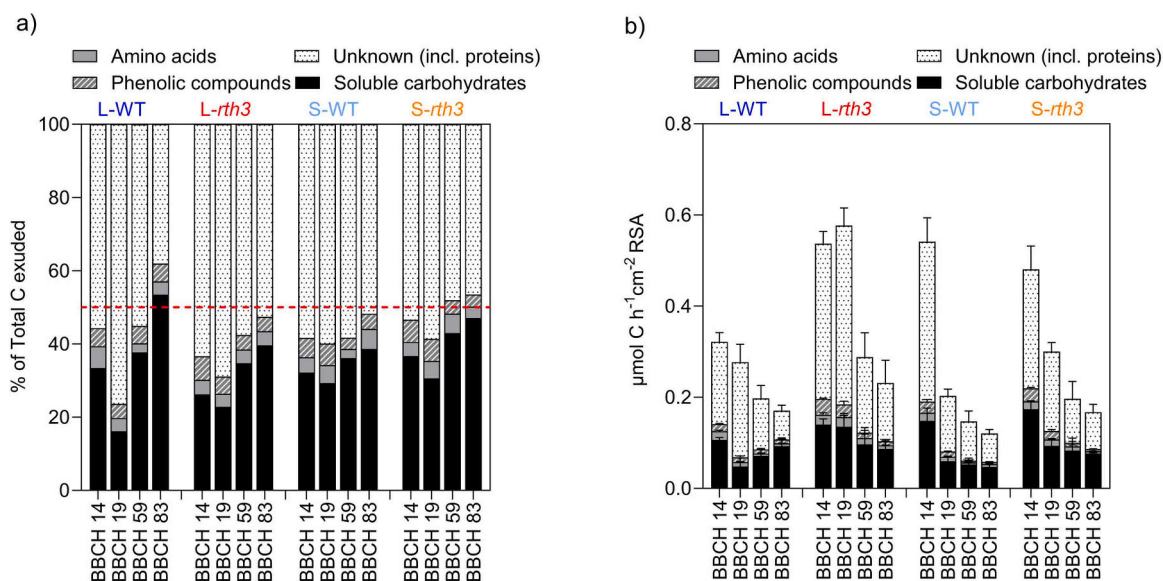 a)
Amino acids
Unknown (incl. proteins)
Phenolic compounds
Soluble carbohydrates
L-WT
L-rth3
S-WT
S-rth3
100
80
60
40
20
0
% of Total C exuded
BBCH 14
BBCH 19
BBCH 59
BBCH 83
BBCH 14
BBCH 19
BBCH 59
BBCH 83
BBCH 14
BBCH 19
BBCH 59
BBCH 83
BBCH 14
BBCH 19
BBCH 59
BBCH 83
b)
Amino acids
Unknown (incl. proteins)
Phenolic compounds
Soluble carbohydrates
L-WT
L-rth3
S-WT
S-rth3
0.8
0.6
0.4
0.2
0.0
µmol C h⁻¹cm⁻² RSA
BBCH 14
BBCH 19
BBCH 59
BBCH 83
BBCH 14
BBCH 19
BBCH 59
BBCH 83
BBCH 14
BBCH 19
BBCH 59
BBCH 83
BBCH 14
BBCH 19
BBCH 59
BBCH 83